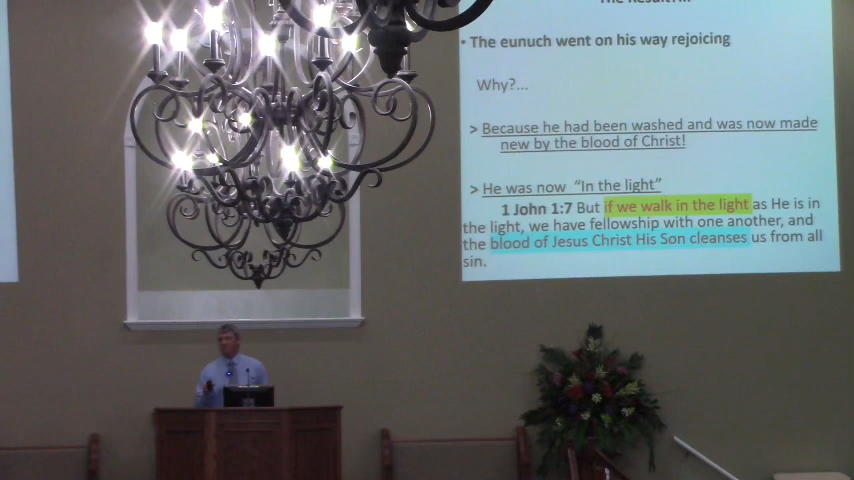 The Result?...
• The eunuch went on his way rejoicing
Why?...
> Because he had been washed and was now made
new by the blood of Christ!
> He was now "In the light"
1 John 1:7 But if we walk in the light as He is in
the light, we have fellowship with one another, and
the blood of Jesus Christ His Son cleanses us from all
sin.